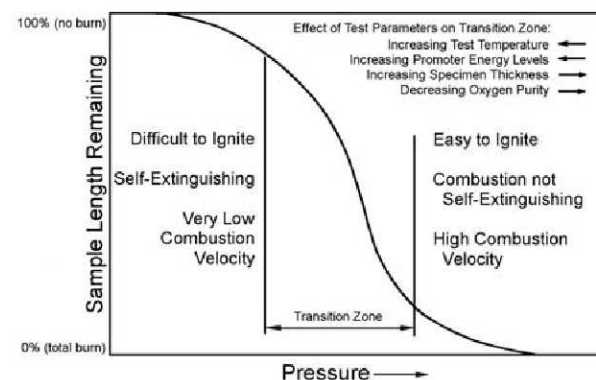 100% (no burn)
Effect of Test Parameters on Transition Zone:
Increasing Test Temperature
Increasing Promoter Energy Levels
Increasing Specimen Thickness
Decreasing Oxygen Purity
Sample Length Remaining
Difficult to Ignite
Self-Extinguishing
Very Low
Combustion
Velocity
Easy to Ignite
Combustion not
Self-Extinguishing
High Combustion
Velocity
Transition Zone
0% (total burn)
Pressure